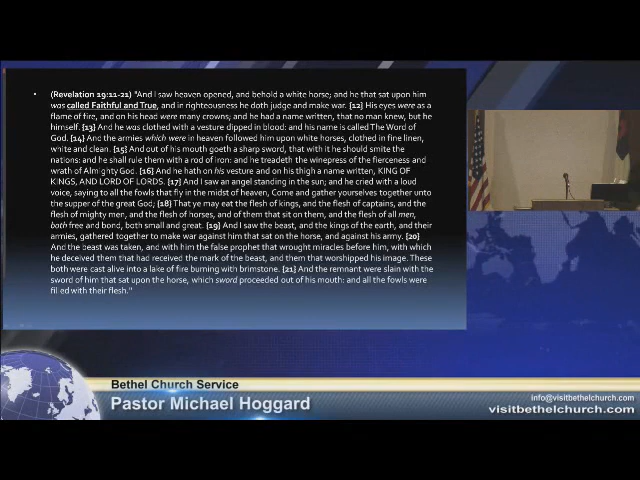 • (Revelation 19:11-21) "And I saw heaven opened, and behold a white horse; and he that sat upon him
was called Faithful and True, and in righteousness he doth judge and make war. [12] His eyes were as a
flame of fire, and on his head were many crowns; and he had a name written, that no man knew, but he
himself. [13] And he was clothed with a vesture dipped in blood: and his name is called The Word of
God. [14] And the armies which were in heaven followed him upon white horses, clothed in fine linen,
white and clean. [15] And out of his mouth goeth a sharp sword, that with it he should smite the
nations: and he shall rule them with a rod of iron: and he treadeth the winepress of the fierceness and
wrath of Almighty God. [16] And he hath on his vesture and on his thigh a name written, KING OF
KINGS, AND LORD OF LORDS. [17] And I saw an angel standing in the sun; and he cried with a loud
voice, saying to all the fowls that fly in the midst of heaven, Come and gather yourselves together unto
the supper of the great God; [18] That ye may eat the flesh of kings, and the flesh of captains, and the
flesh of mighty men, and the flesh of horses, and of them that sit on them, and the flesh of all men,
both free and bond, both small and great. [19] And I saw the beast, and the kings of the earth, and their
armies, gathered together to make war against him that sat on the horse, and against his army. [20]
And the beast was taken, and with him the false prophet that wrought miracles before him, with which
he deceived them that had received the mark of the beast, and them that worshipped his image. These
both were cast alive into a lake of fire burning with brimstone. [21] And the remnant were slain with the
sword of him that sat upon the horse, which sword proceeded out of his mouth: and all the fowls were
filled with their flesh."
Bethel Church Service
Pastor Michael Hoggard
info@visitbethelchurch.com
visitbethelchurch.com